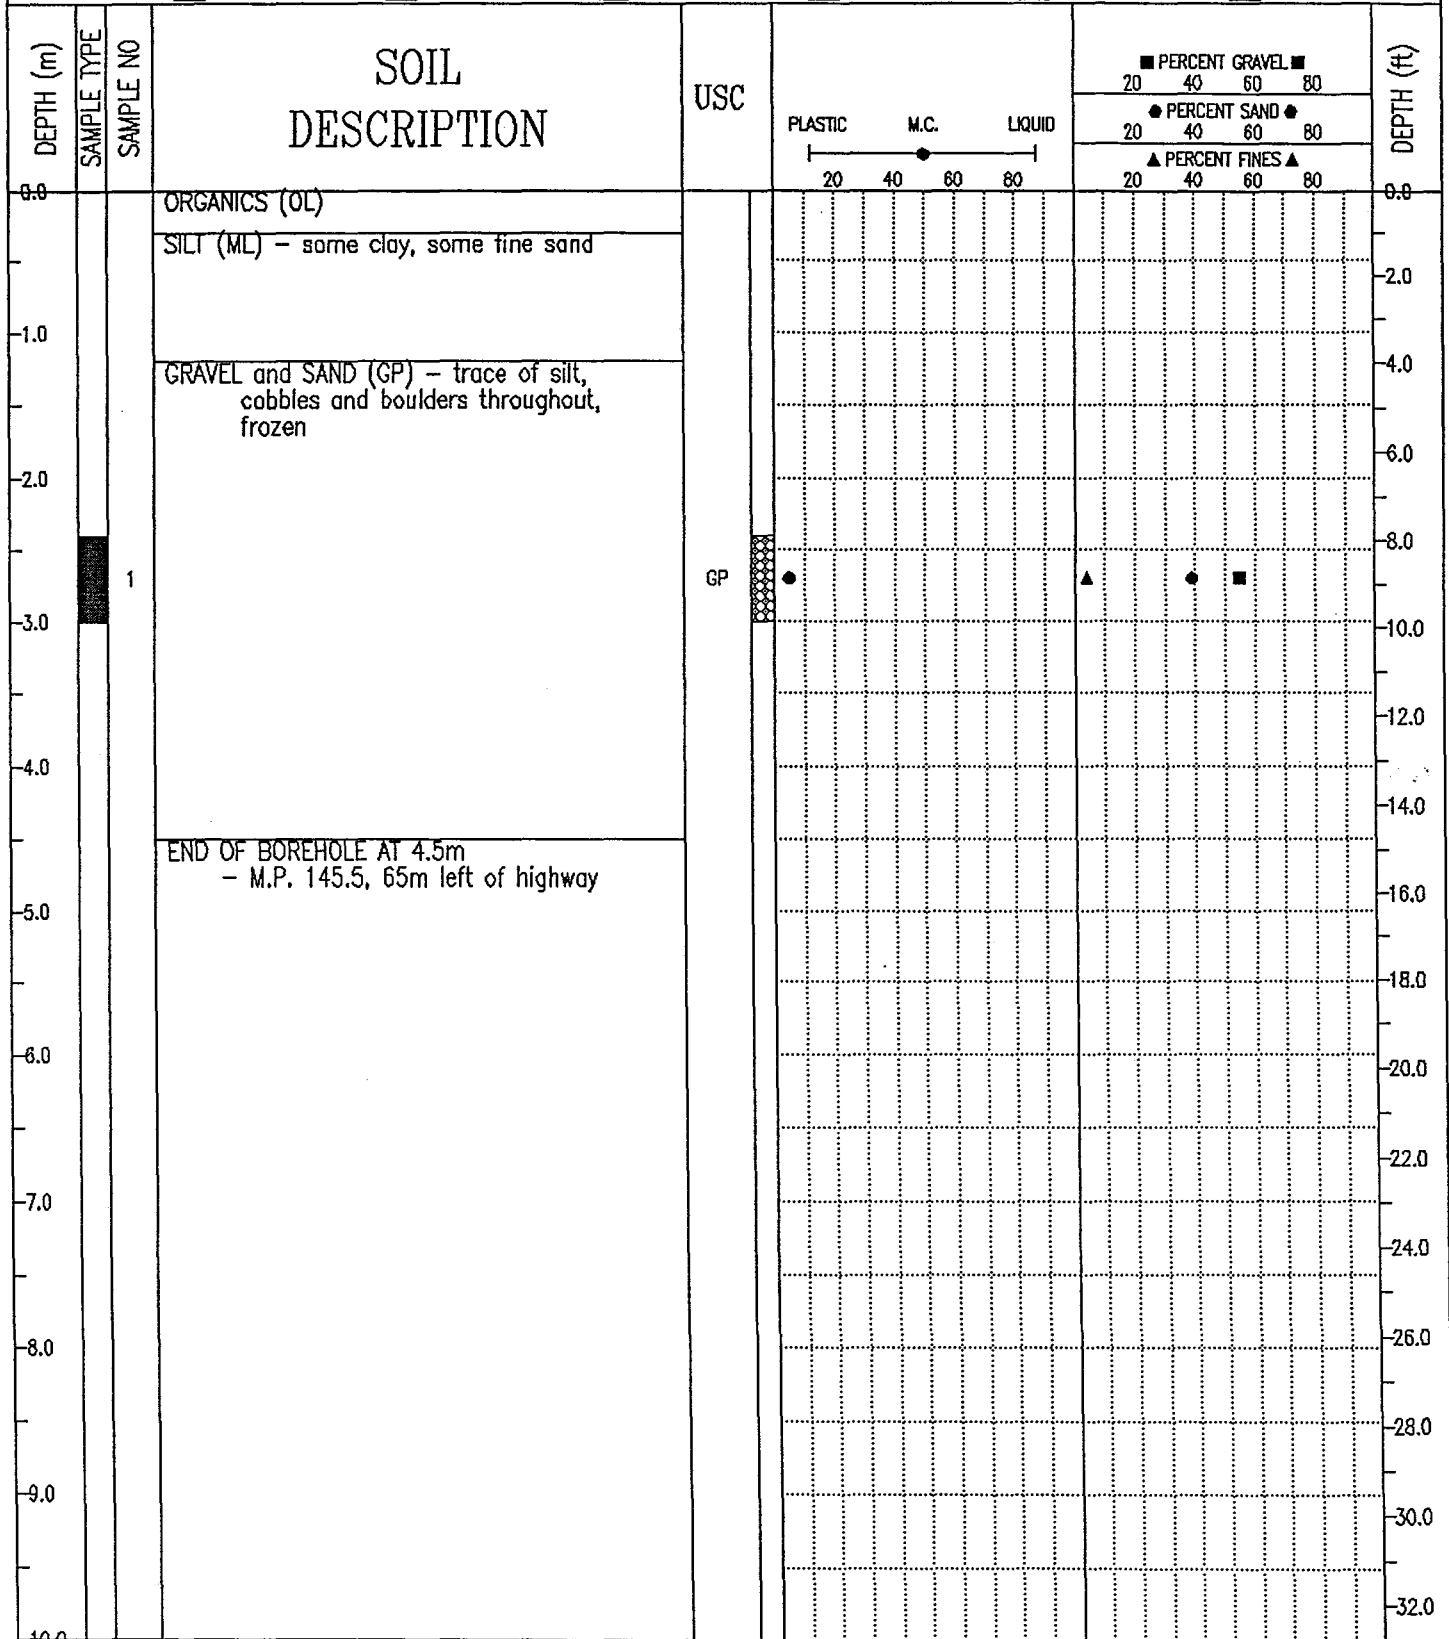 DEPTH (m)
SAMPLE TYPE
SAMPLE NO
SOIL
DESCRIPTION
USC
PLASTIC M.C. LIQUID
20 40 60 80
■ PERCENT GRAVEL ■
20 40 60 80
● PERCENT SAND ●
20 40 60 80
▲ PERCENT FINES ▲
20 40 60 80
DEPTH (ft)
0.0
ORGANICS (OL)
0.0
SILT (ML) – some clay, some fine sand
2.0
1.0
4.0
GRAVEL and SAND (GP) – trace of silt,
cobbles and boulders throughout,
frozen
6.0
2.0
8.0
1
GP
3.0
10.0
12.0
4.0
14.0
END OF BOREHOLE AT 4.5m
– M.P. 145.5, 65m left of highway
16.0
5.0
18.0
6.0
20.0
22.0
7.0
24.0
8.0
26.0
28.0
9.0
30.0
32.0